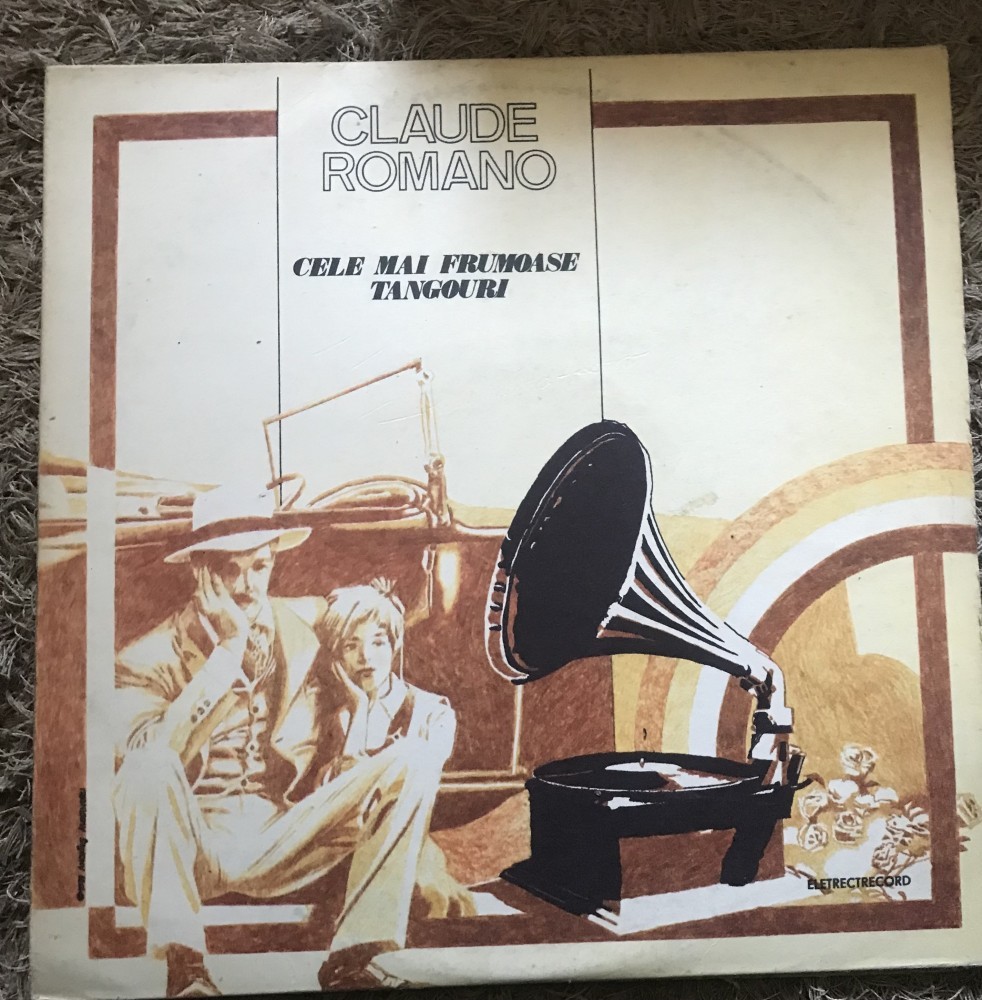 CLAUDE
ROMANO
CELE MAI FRUMOASE
TANGOURI
ELETRECTRECORD